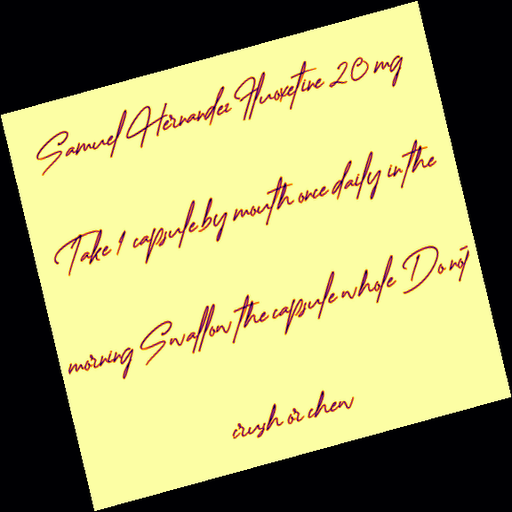 Samuel Hernandez Fluoxetine 20 mg
Take 1 capsule by mouth once daily in the
morning Swallow the capsule whole Do not
crush or chew